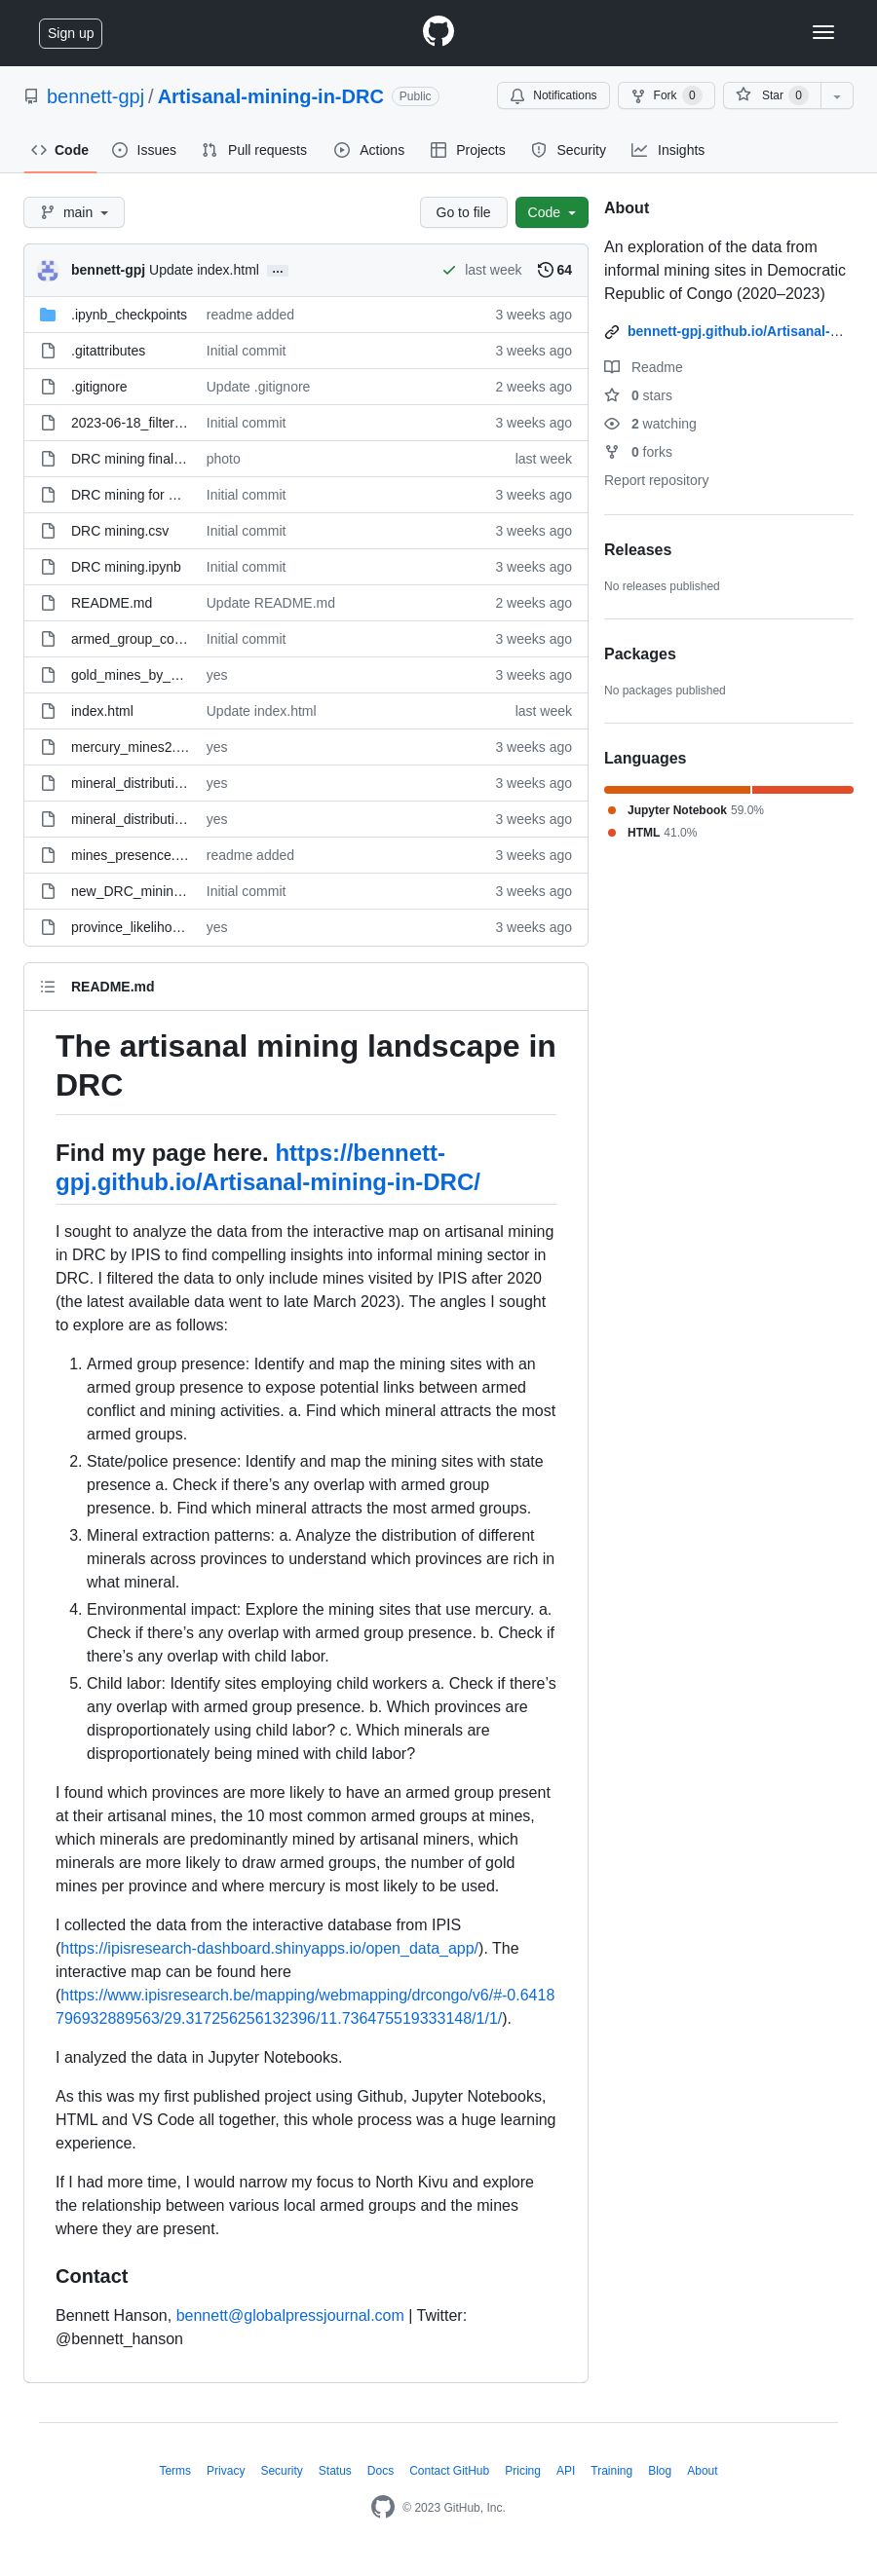 Sign up
bennett-gpj / Artisanal-mining-in-DRC Public
Notifications
Fork 0
Star 0
Code
Issues
Pull requests
Actions
Projects
Security
Insights
main
Go to file
Code
bennett-gpj Update index.html …
last week
64
.ipynb_checkpoints readme added 3 weeks ago
.gitattributes Initial commit 3 weeks ago
.gitignore Update .gitignore 2 weeks ago
2023-06-18_filter… Initial commit 3 weeks ago
DRC mining final… photo last week
DRC mining for … Initial commit 3 weeks ago
DRC mining.csv Initial commit 3 weeks ago
DRC mining.ipynb Initial commit 3 weeks ago
README.md Update README.md 2 weeks ago
armed_group_co… Initial commit 3 weeks ago
gold_mines_by_… yes 3 weeks ago
index.html Update index.html last week
mercury_mines2.… yes 3 weeks ago
mineral_distributi… yes 3 weeks ago
mineral_distributi… yes 3 weeks ago
mines_presence.… readme added 3 weeks ago
new_DRC_minin… Initial commit 3 weeks ago
province_likeliho… yes 3 weeks ago
README.md
The artisanal mining landscape in
DRC
Find my page here. https://bennett-
gpj.github.io/Artisanal-mining-in-DRC/
I sought to analyze the data from the interactive map on artisanal mining
in DRC by IPIS to find compelling insights into informal mining sector in
DRC. I filtered the data to only include mines visited by IPIS after 2020
(the latest available data went to late March 2023). The angles I sought
to explore are as follows:
1. Armed group presence: Identify and map the mining sites with an
armed group presence to expose potential links between armed
conflict and mining activities. a. Find which mineral attracts the most
armed groups.
2. State/police presence: Identify and map the mining sites with state
presence a. Check if there’s any overlap with armed group
presence. b. Find which mineral attracts the most armed groups.
3. Mineral extraction patterns: a. Analyze the distribution of different
minerals across provinces to understand which provinces are rich in
what mineral.
4. Environmental impact: Explore the mining sites that use mercury. a.
Check if there’s any overlap with armed group presence. b. Check if
there’s any overlap with child labor.
5. Child labor: Identify sites employing child workers a. Check if there’s
any overlap with armed group presence. b. Which provinces are
disproportionately using child labor? c. Which minerals are
disproportionately being mined with child labor?
I found which provinces are more likely to have an armed group present
at their artisanal mines, the 10 most common armed groups at mines,
which minerals are predominantly mined by artisanal miners, which
minerals are more likely to draw armed groups, the number of gold
mines per province and where mercury is most likely to be used.
I collected the data from the interactive database from IPIS
(https://ipisresearch-dashboard.shinyapps.io/open_data_app/). The
interactive map can be found here
(https://www.ipisresearch.be/mapping/webmapping/drcongo/v6/#-0.6418
796932889563/29.317256256132396/11.736475519333148/1/1/).
I analyzed the data in Jupyter Notebooks.
As this was my first published project using Github, Jupyter Notebooks,
HTML and VS Code all together, this whole process was a huge learning
experience.
If I had more time, I would narrow my focus to North Kivu and explore
the relationship between various local armed groups and the mines
where they are present.
Contact
Bennett Hanson, bennett@globalpressjournal.com | Twitter:
@bennett_hanson
About
An exploration of the data from
informal mining sites in Democratic
Republic of Congo (2020–2023)
bennett-gpj.github.io/Artisanal-…
Readme
0 stars
2 watching
0 forks
Report repository
Releases
No releases published
Packages
No packages published
Languages
Jupyter Notebook 59.0%
HTML 41.0%
Terms Privacy Security Status Docs Contact GitHub Pricing API Training Blog About
© 2023 GitHub, Inc.